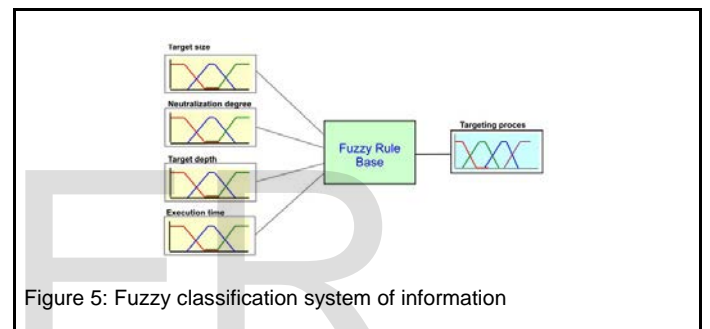 Target size
Neutralization degree
Target depth
Execution time
Fuzzy Rule
Base
Targeting proces
Figure 5: Fuzzy classification system of information